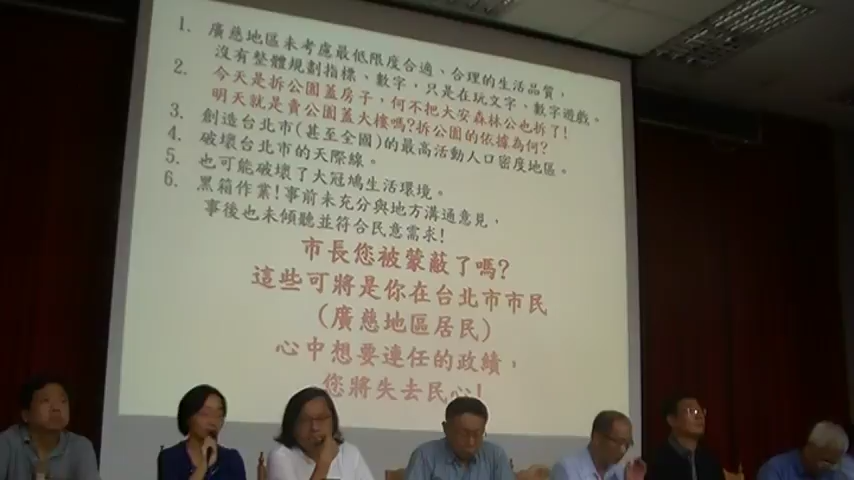 1. 廣慈地區未考慮最低限度合適、合理的生活品質，
沒有整體規劃指標、數字，只是在玩文字、數字遊戲。
2. 今天是拆公園蓋房子，何不把大安森林公也拆了！
明天就是賣公園蓋大樓嗎?拆公園的依據為何?
3. 創造台北市(甚至全國)的最高活動人口密度地區。
4. 破壞台北市的天際線。
5. 也可能破壞了大冠鳩生活環境。
6. 黑箱作業!事前未充分與地方溝通意見，
事後也未傾聽並符合民意需求!
市長您被蒙蔽了嗎?
這些可將是你在台北市市民
(廣慈地區居民)
心中想要連任的政績，
您將失去民心!